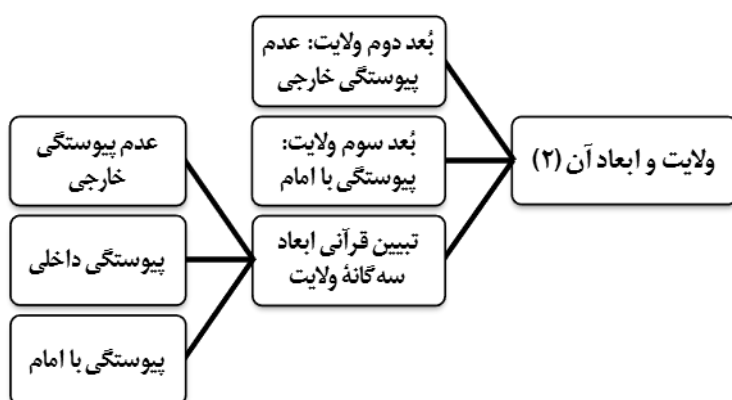 ولایت و ابعاد آن (۲)
بُعد دوم ولایت: عدم
پیوستگی خارجی
بُعد سوم ولایت:
پیوستگی با امام
تبیین قرآنی ابعاد
سه‌گانهٔ ولایت
عدم پیوستگی
خارجی
پیوستگی داخلی
پیوستگی با امام